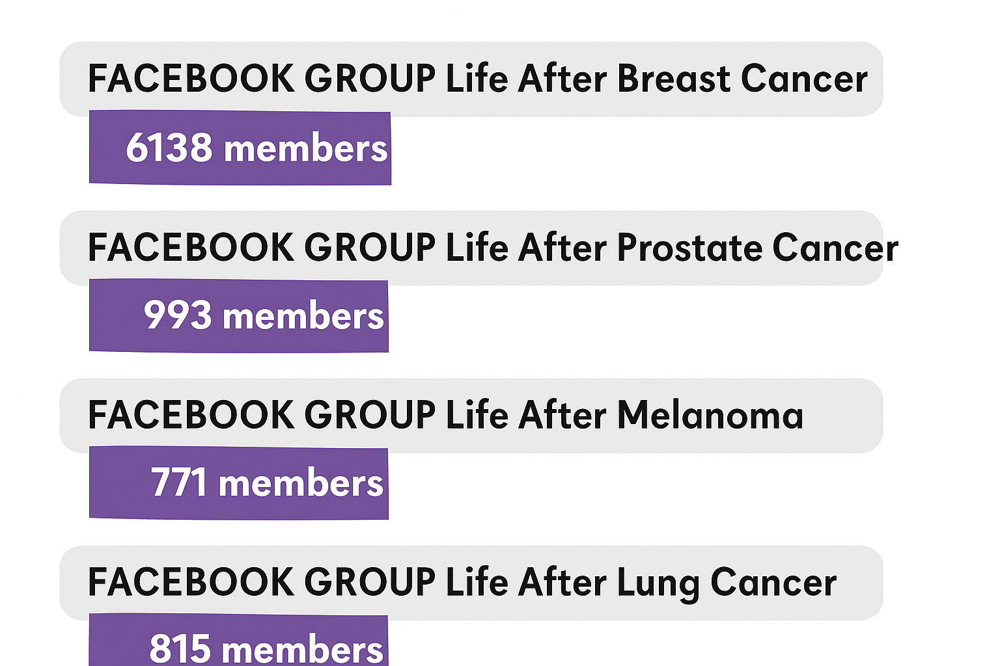 FACEBOOK GROUP Life After Breast Cancer
6138 members
FACEBOOK GROUP Life After Prostate Cancer
993 members
FACEBOOK GROUP Life After Melanoma
771 members
FACEBOOK GROUP Life After Lung Cancer
815 members